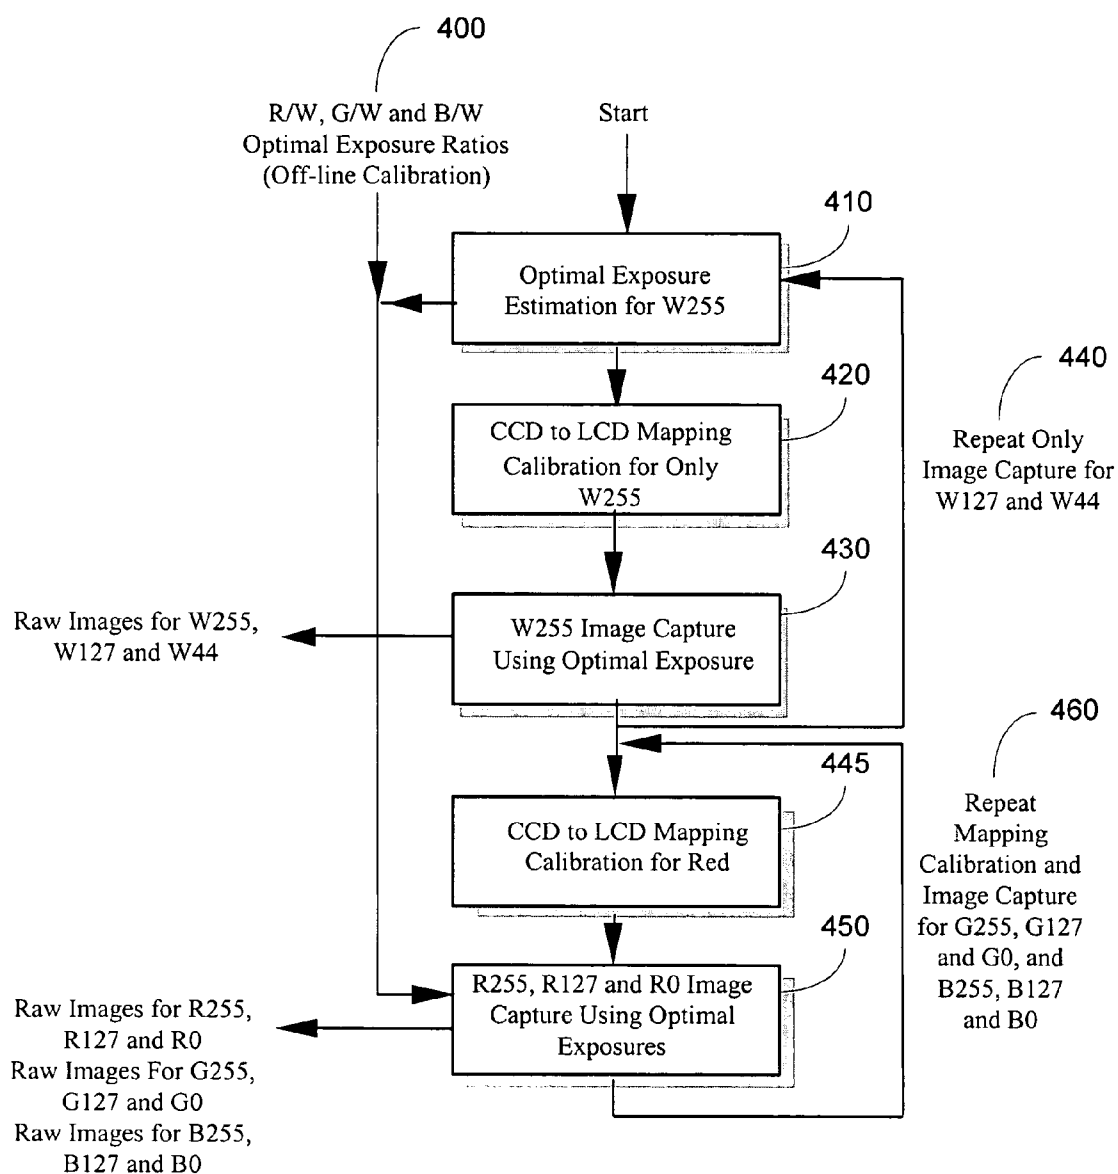 400
R/W, G/W and B/W
Optimal Exposure Ratios
(Off-line Calibration)
Start
410
Optimal Exposure
Estimation for W255
420
CCD to LCD Mapping
Calibration for Only
W255
440
Repeat Only
Image Capture for
W127 and W44
430
W255 Image Capture
Using Optimal Exposure
Raw Images for W255,
W127 and W44
445
CCD to LCD Mapping
Calibration for Red
460
Repeat
Mapping
Calibration and
Image Capture
for G255, G127
and G0, and
B255, B127
and B0
450
R255, R127 and R0 Image
Capture Using Optimal
Exposures
Raw Images for R255,
R127 and R0
Raw Images For G255,
G127 and G0
Raw Images for B255,
B127 and B0